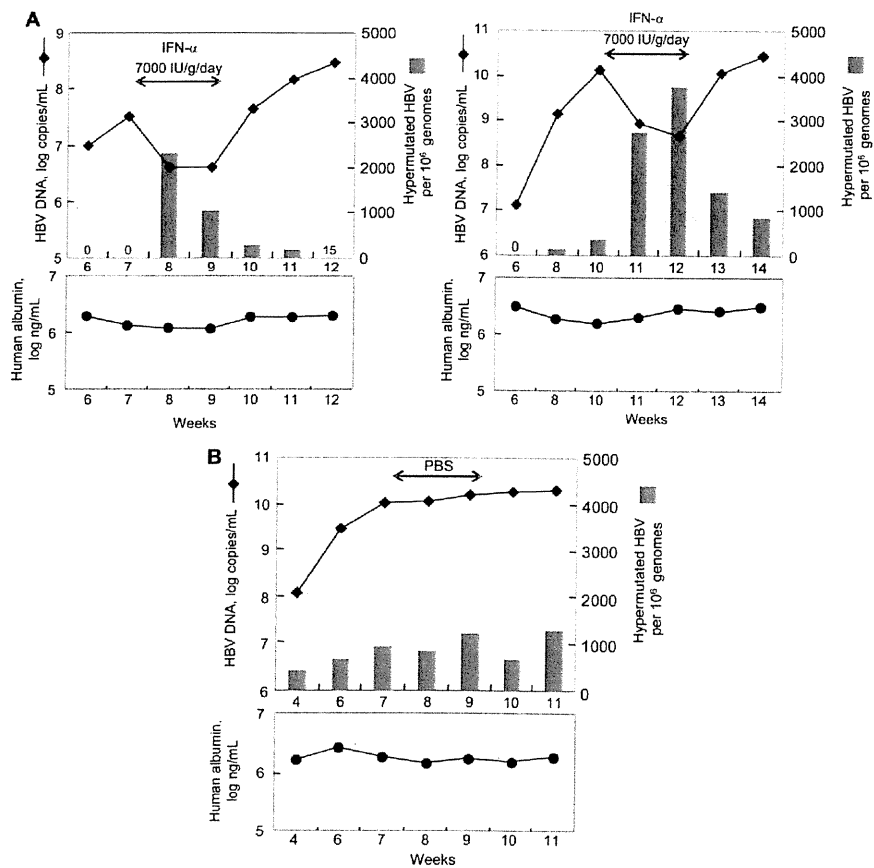 A
IFN-α
7000 IU/g/day
HBV DNA, log copies/mL
9
8
7
6
5
5000
4000
3000
2000
1000
0
Hypermutated HBV
per 10⁶ genomes
0 0 15
6 7 8 9 10 11 12
Human albumin,
log ng/mL
7
6
5
6 7 8 9 10 11 12
Weeks
IFN-α
7000 IU/g/day
HBV DNA, log copies/mL
11
10
9
8
7
6
5000
4000
3000
2000
1000
0
Hypermutated HBV
per 10⁶ genomes
0
6 8 10 11 12 13 14
Human albumin,
log ng/mL
7
6
5
6 8 10 11 12 13 14
Weeks
B
PBS
HBV DNA, log copies/mL
11
10
9
8
7
6
5000
4000
3000
2000
1000
0
Hypermutated HBV
per 10⁶ genomes
4 6 7 8 9 10 11
Human albumin,
log ng/mL
7
6
5
4 6 7 8 9 10 11
Weeks